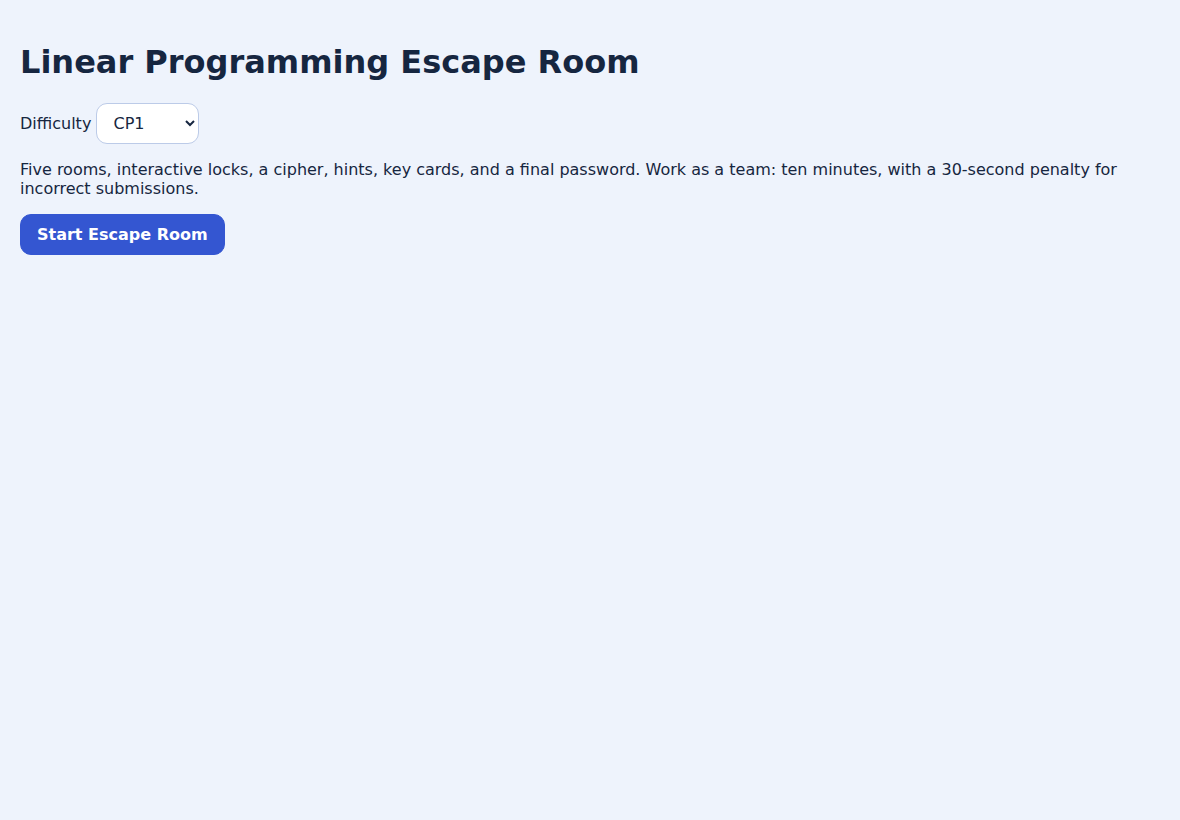 Linear Programming Escape Room
Difficulty CP1
Five rooms, interactive locks, a cipher, hints, key cards, and a final password. Work as a team: ten minutes, with a 30-second penalty for
incorrect submissions.
Start Escape Room